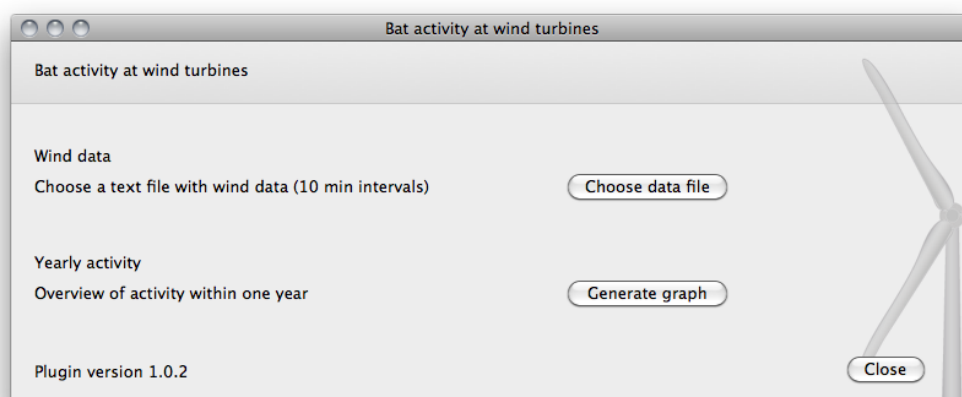 Bat activity at wind turbines
Bat activity at wind turbines
Wind data
Choose a text file with wind data (10 min intervals) Choose data file
Yearly activity
Overview of activity within one year Generate graph
Plugin version 1.0.2 Close